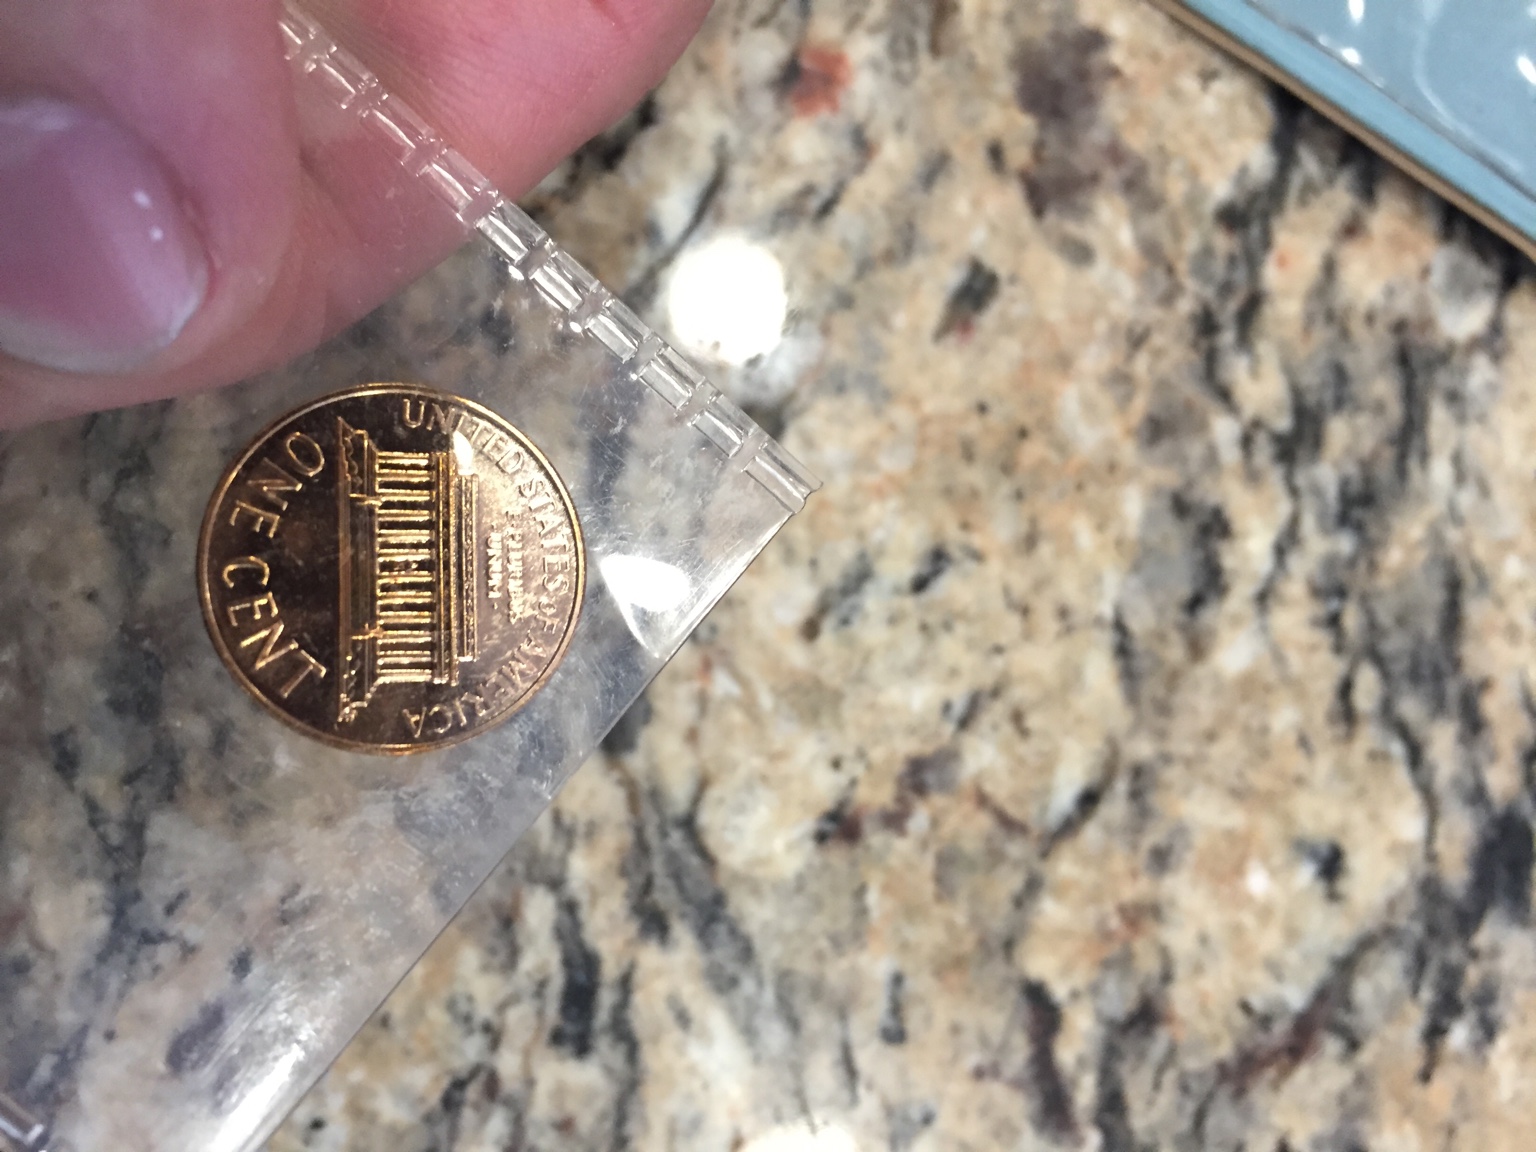 UNITED STATES OF AMERICA
E PLURIBUS
UNUM
ONE CENT